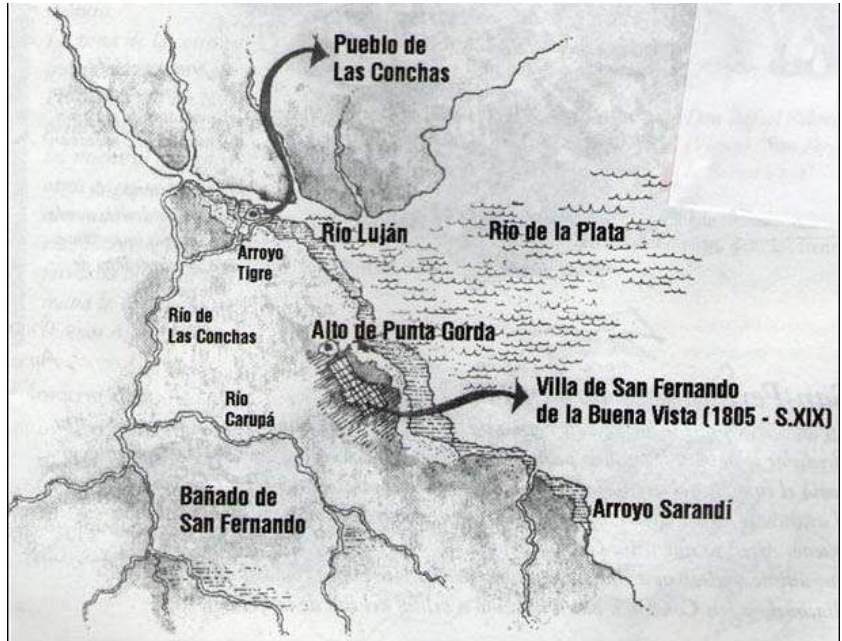 Pueblo de
Las Conchas
Río Luján
Río de la Plata
Arroyo
Tigre
Río de
Las Conchas
Alto de Punta Gorda
Villa de San Fernando
de la Buena Vista (1805 - S.XIX)
Río
Carupá
Bañado de
San Fernando
Arroyo Sarandí